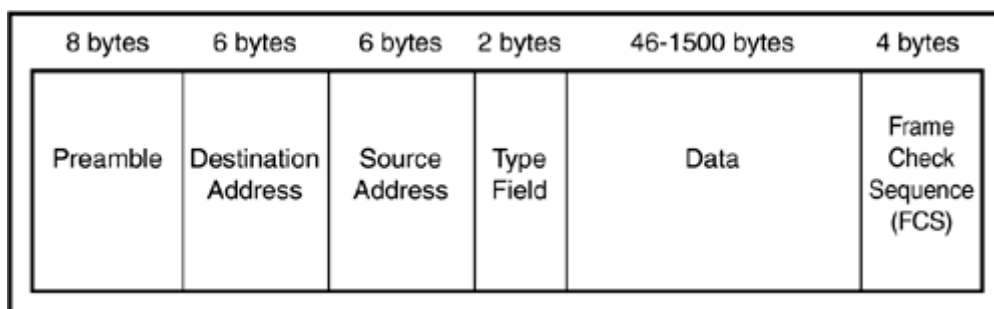 8 bytes 6 bytes 6 bytes 2 bytes 46-1500 bytes 4 bytes
Preamble
Destination
Address
Source
Address
Type
Field
Data
Frame
Check
Sequence
(FCS)